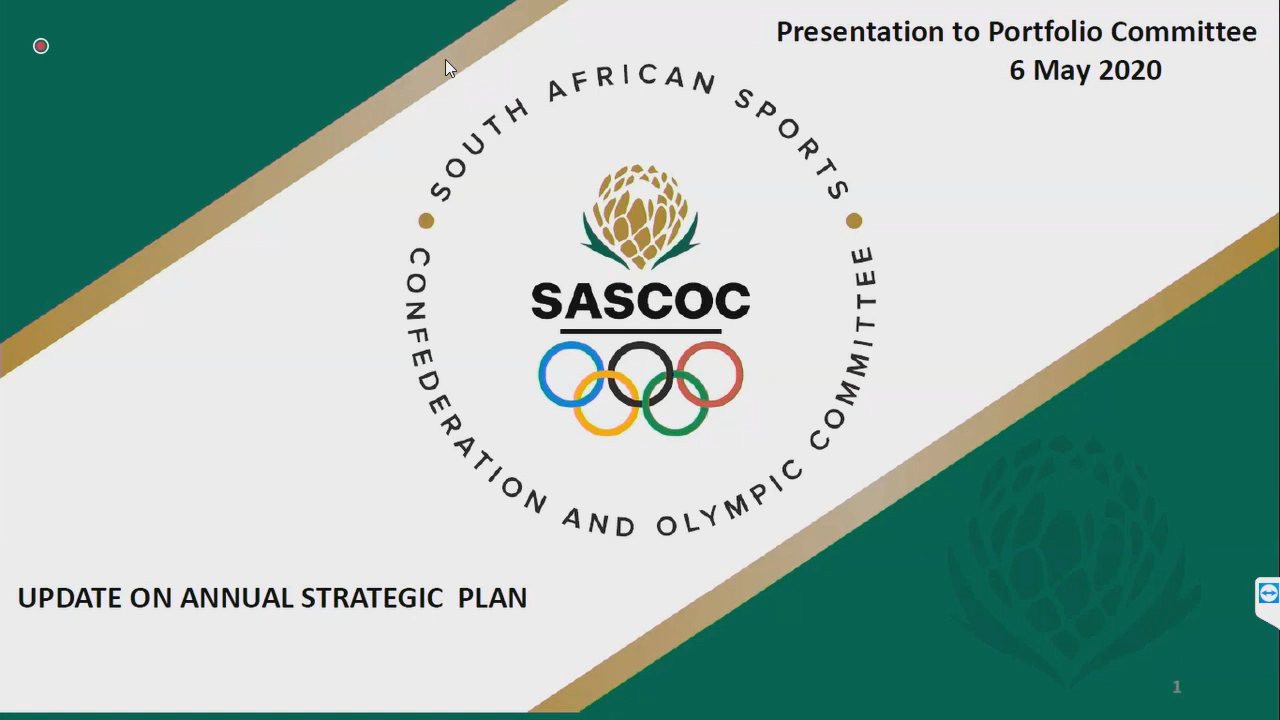 Presentation to Portfolio Committee
6 May 2020
SOUTH AFRICAN SPORTS
CONFEDERATION AND OLYMPIC COMMITTEE
SASCOC
UPDATE ON ANNUAL STRATEGIC PLAN
1